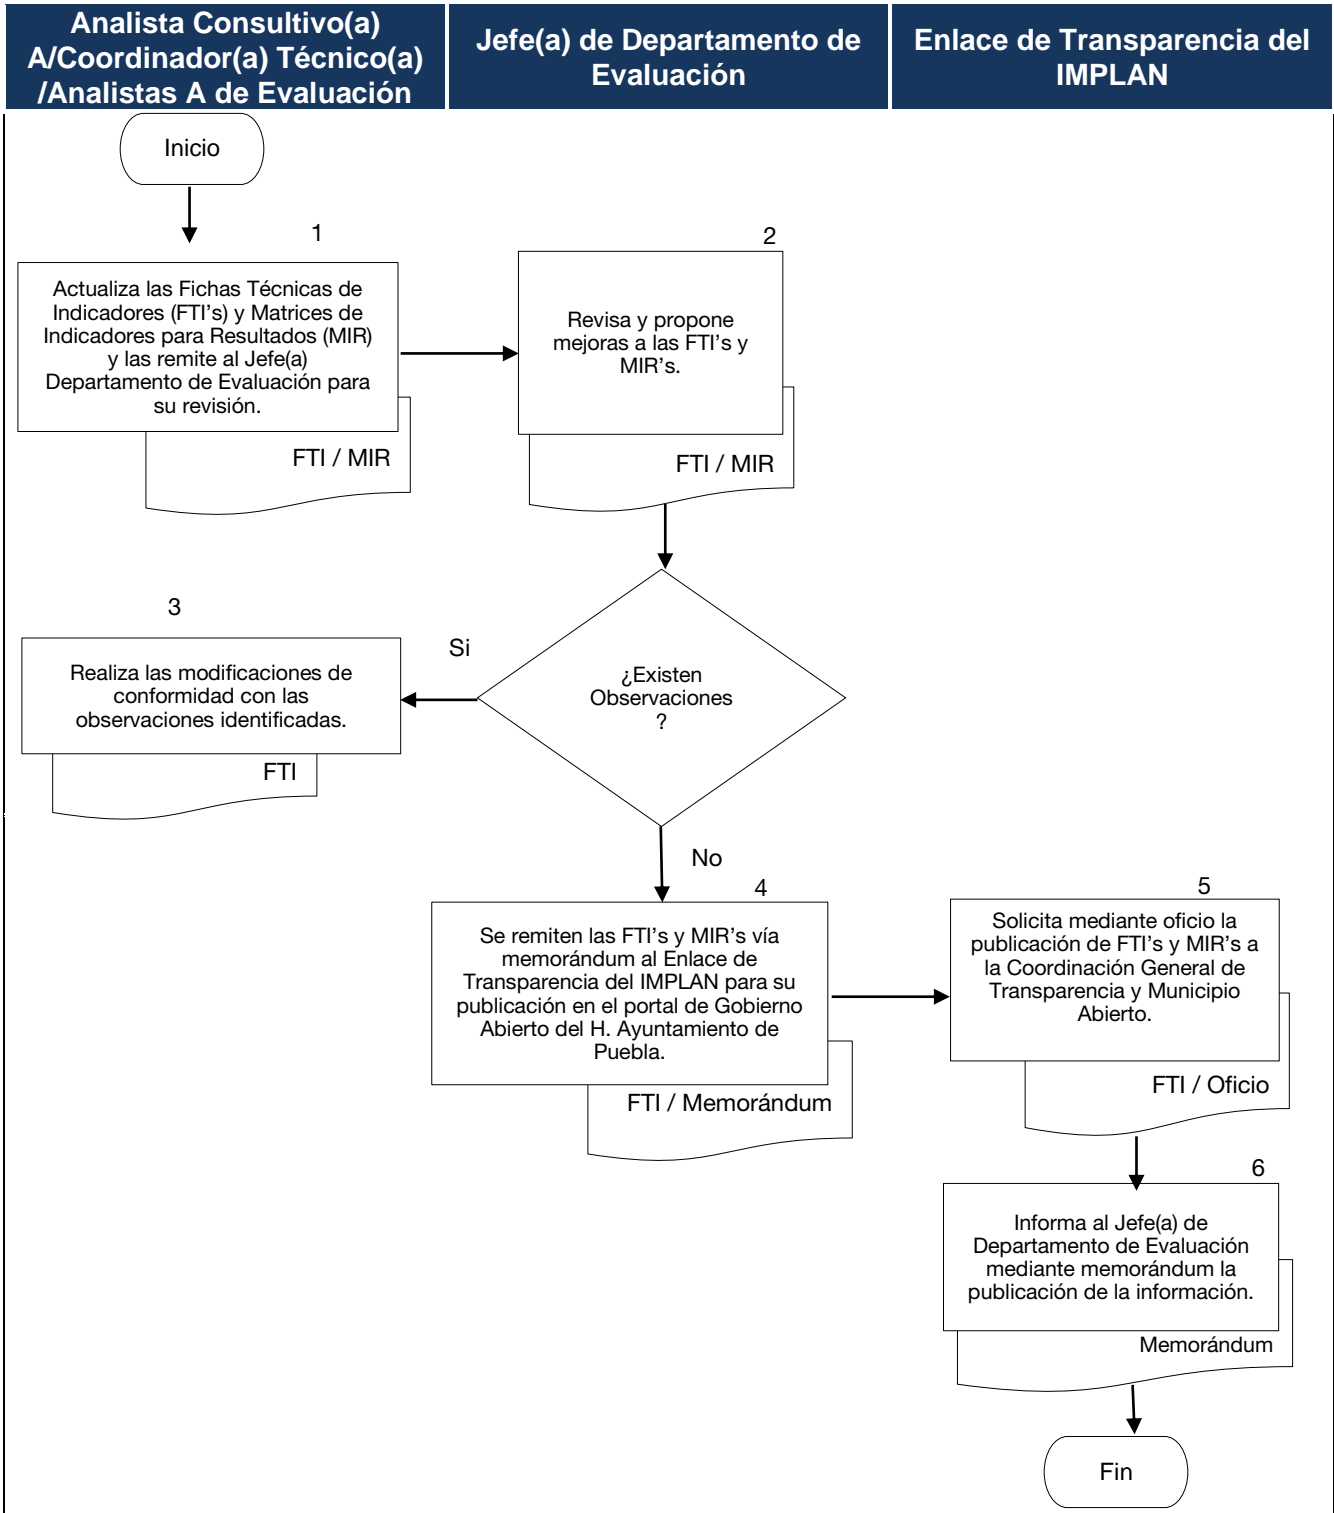 Analista Consultivo(a)
A/Coordinador(a) Técnico(a)
/Analistas A de Evaluación
Jefe(a) de Departamento de
Evaluación
Enlace de Transparencia del
IMPLAN
Inicio
1
Actualiza las Fichas Técnicas de
Indicadores (FTI's) y Matrices de
Indicadores para Resultados (MIR)
y las remite al Jefe(a)
Departamento de Evaluación para
su revisión.
FTI / MIR
2
Revisa y propone
mejoras a las FTI's y
MIR's.
FTI / MIR
¿Existen
Observaciones
?
Si
3
Realiza las modificaciones de
conformidad con las
observaciones identificadas.
FTI
No
4
Se remiten las FTI's y MIR's vía
memorándum al Enlace de
Transparencia del IMPLAN para su
publicación en el portal de Gobierno
Abierto del H. Ayuntamiento de
Puebla.
FTI / Memorándum
5
Solicita mediante oficio la
publicación de FTI's y MIR's a
la Coordinación General de
Transparencia y Municipio
Abierto.
FTI / Oficio
6
Informa al Jefe(a) de
Departamento de Evaluación
mediante memorándum la
publicación de la información.
Memorándum
Fin